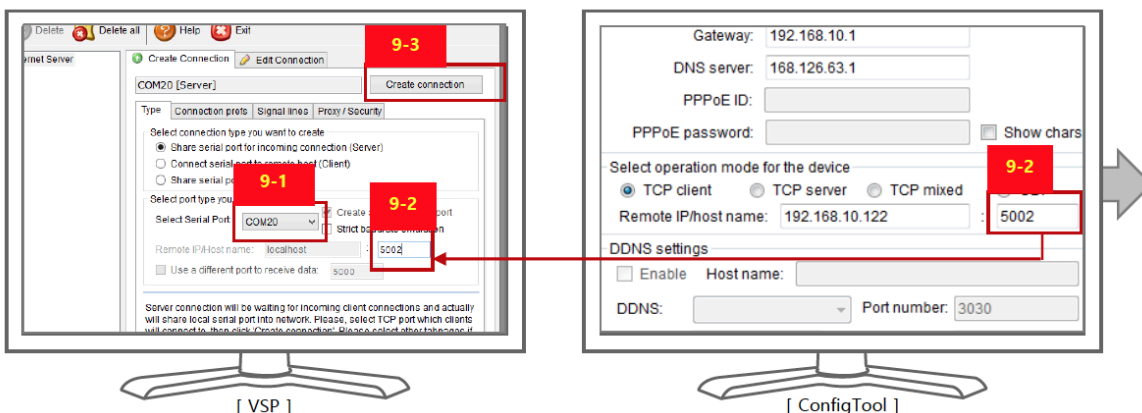 Delete
Delete all
Help
Exit
ernet Server
Create Connection
Edit Connection
9-3
COM20 [Server]
Create connection
Type
Connection prefs
Signal lines
Proxy / Security
Select connection type you want to create
Share serial port for incoming connection (Server)
Connect serial port to remote host (Client)
Share serial po
9-1
9-2
Select port type you
Select Serial Port
COM20
Create
port
Strict baudrate emulation
Remote IP/Host name:
localhost
:
5002
Use a different port to receive data:
5000
Server connection will be waiting for incoming client connections and actually
will share local serial port into network. Please, select TCP port which clients
will connect to, then click 'Create connection'. Please select other tabpages if
[ VSP ]
Gateway:
192.168.10.1
DNS server:
168.126.63.1
PPPoE ID:
PPPoE password:
Show chars
Select operation mode for the device
9-2
TCP client
TCP server
TCP mixed
Remote IP/host name:
192.168.10.122
:
5002
DDNS settings
Enable
Host name:
DDNS:
Port number:
3030
[ ConfigTool ]